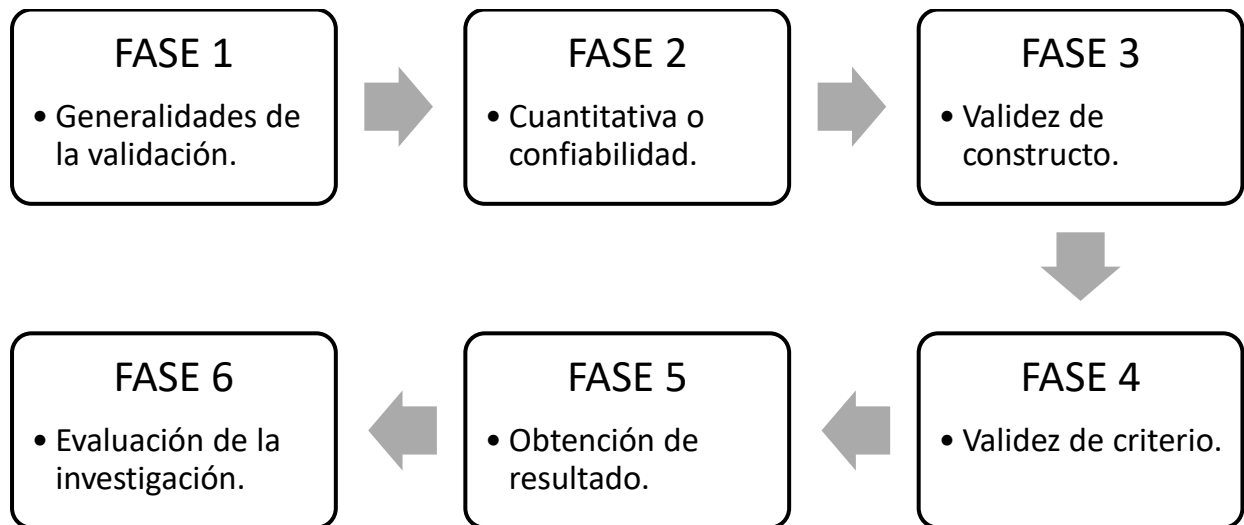 FASE 1
• Generalidades de
la validación.
FASE 2
• Cuantitativa o
confiabilidad.
FASE 3
• Validez de
constructo.
FASE 4
• Validez de criterio.
FASE 5
• Obtención de
resultado.
FASE 6
• Evaluación de la
investigación.